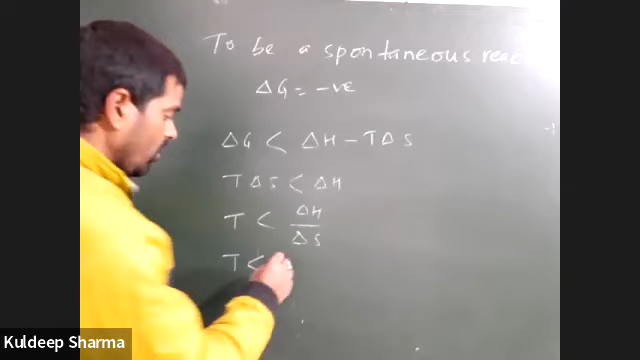 To be a spontaneous reac
ΔG = -ve
ΔG < ΔH - TΔS
TΔS < ΔH
T < ΔH/ΔS
T <
Kuldeep Sharma